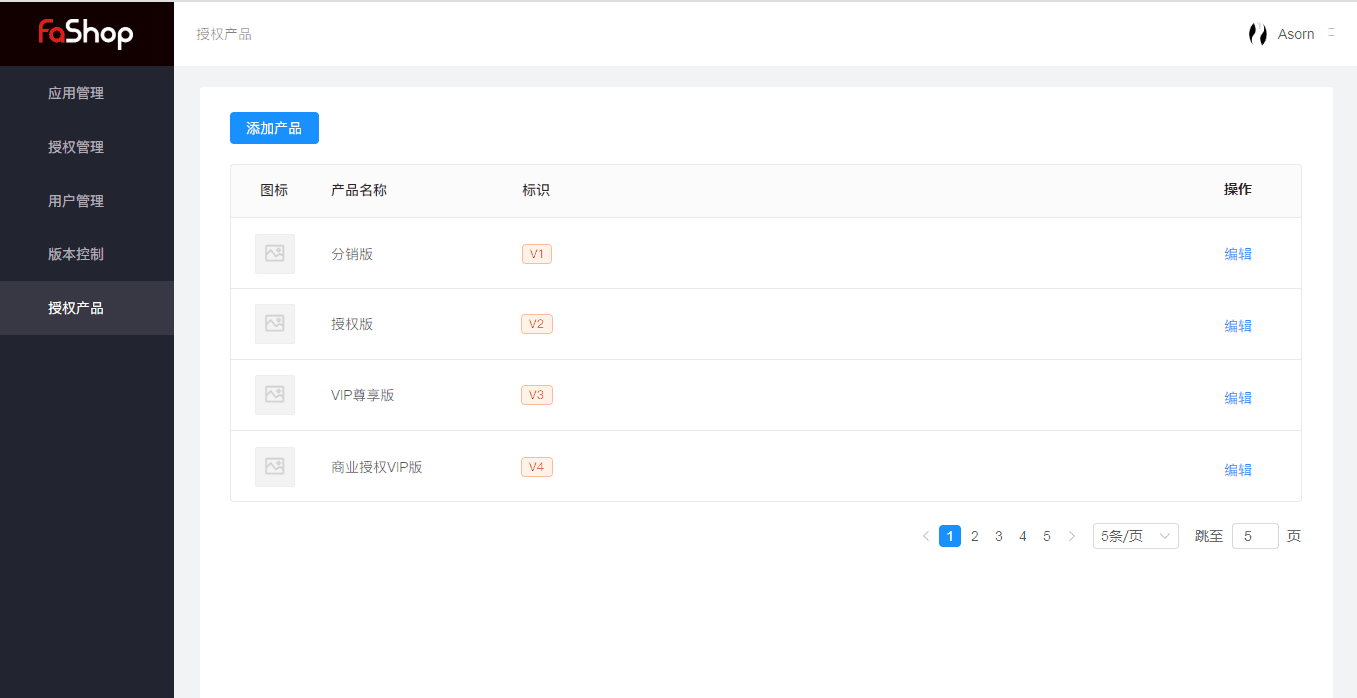 FaShop
授权产品
Asorn
应用管理
授权管理
用户管理
版本控制
授权产品
添加产品
图标 产品名称 标识 操作
分销版 V1 编辑
授权版 V2 编辑
VIP尊享版 V3 编辑
商业授权VIP版 V4 编辑
1 2 3 4 5 5条/页 跳至 5 页